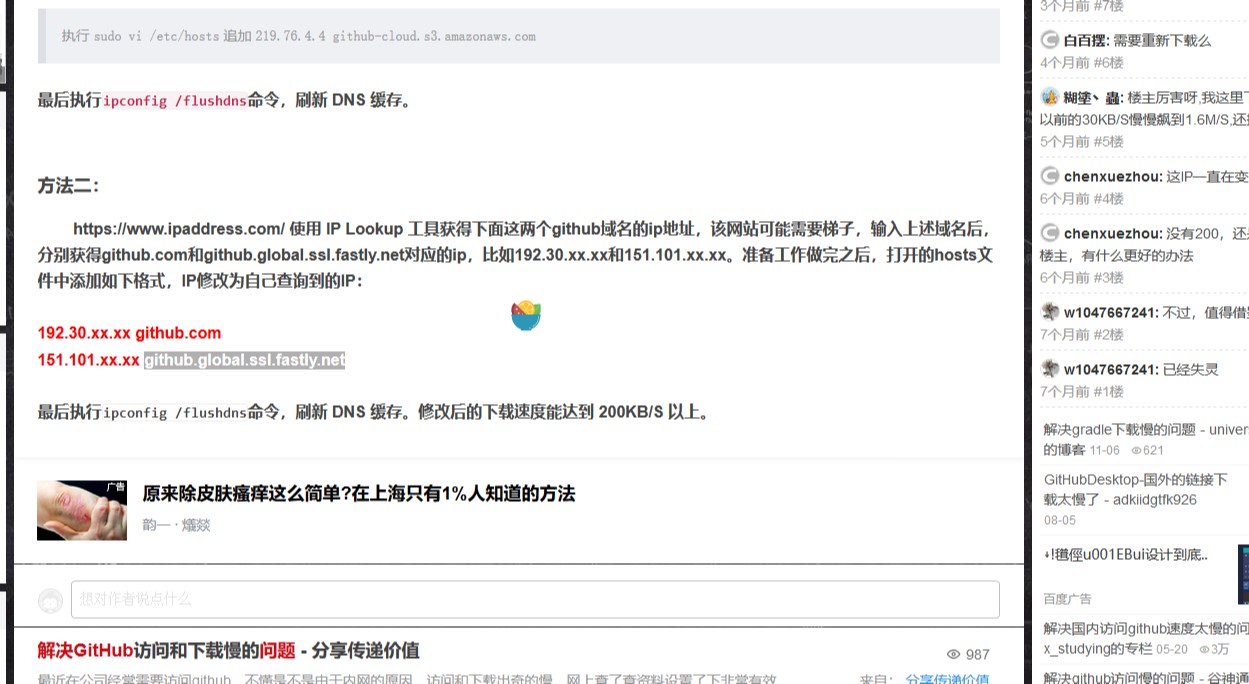 执行 sudo vi /etc/hosts 追加 219.76.4.4 github-cloud.s3.amazonaws.com
最后执行ipconfig /flushdns命令，刷新 DNS 缓存。
方法二：
https://www.ipaddress.com/ 使用 IP Lookup 工具获得下面这两个github域名的ip地址，该网站可能需要梯子，输入上述域名后，
分别获得github.com和github.global.ssl.fastly.net对应的ip，比如192.30.xx.xx和151.101.xx.xx。准备工作做完之后，打开的hosts文
件中添加如下格式，IP修改为自己查询到的IP：
192.30.xx.xx github.com
151.101.xx.xx github.global.ssl.fastly.net
最后执行ipconfig /flushdns命令，刷新 DNS 缓存。修改后的下载速度能达到 200KB/S 以上。
广告
原来除皮肤瘙痒这么简单?在上海只有1%人知道的方法
韵一 · 燨燚
想对作者说点什么
解决GitHub访问和下载慢的问题 - 分享传递价值
987
最近在公司经常需要访问github，不懂是不是由于内网的原因，访问和下载出奇的慢，网上查了查资料设置了下非常有效
来自： 分享传递价值
3个月前 #7楼
白百摆: 需要重新下载么
4个月前 #6楼
糊塗丶 蟲: 楼主厉害呀,我这里下
以前的30KB/S慢慢飙到1.6M/S,还
5个月前 #5楼
chenxuezhou: 这IP一直在变
6个月前 #4楼
chenxuezhou: 没有200，还
楼主，有什么更好的办法
6个月前 #3楼
w1047667241: 不过，值得借
7个月前 #2楼
w1047667241: 已经失灵
7个月前 #1楼
解决gradle下载慢的问题 - univer
的博客 11-06 621
GitHubDesktop-国外的链接下
载太慢了 - adkiidgtfk926
08-05
u001EBui设计到底..
百度广告
解决国内访问github速度太慢的问
x_studying的专栏 05-20 3万
解决github访问慢的问题 - 谷神通